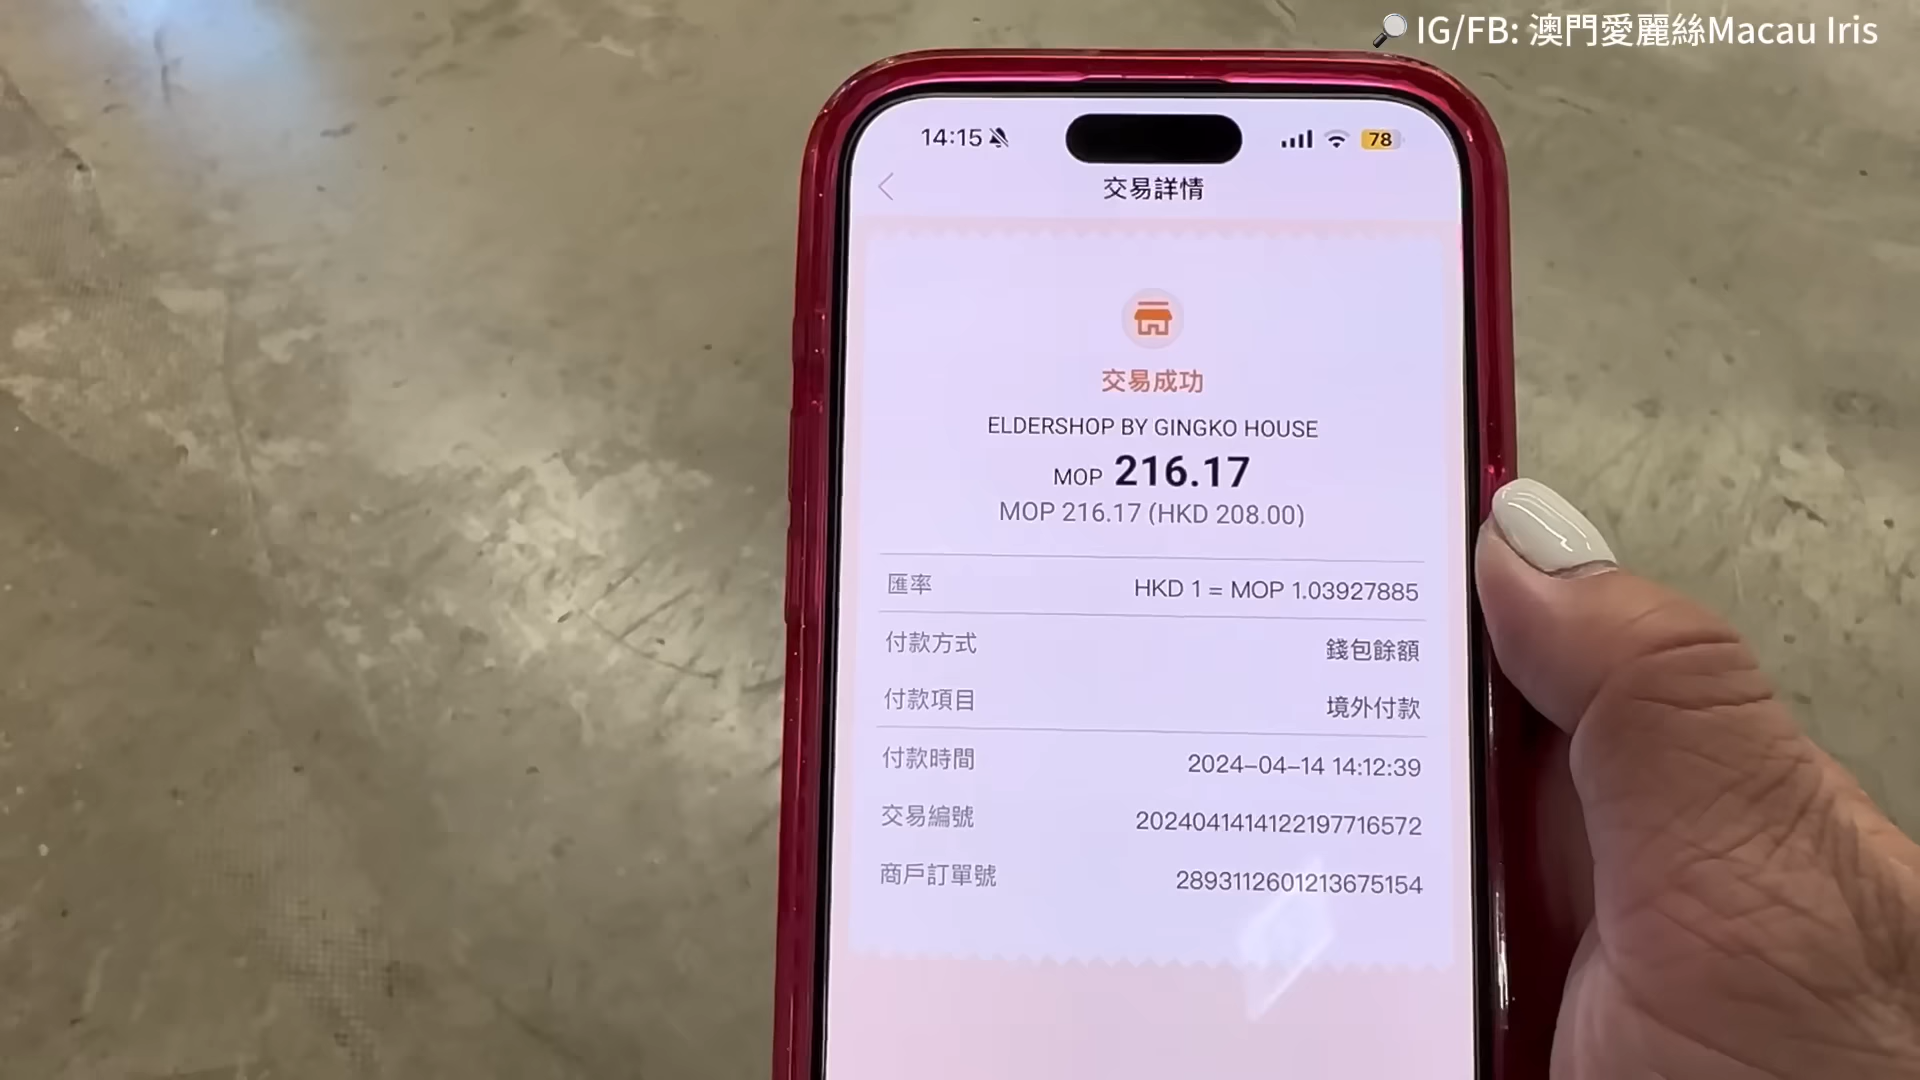 IG/FB: 澳門愛麗絲Macau Iris
14:15
78
交易詳情
交易成功
ELDERSHOP BY GINGKO HOUSE
MOP 216.17
MOP 216.17 (HKD 208.00)
匯率 HKD 1 = MOP 1.03927885
付款方式 錢包餘額
付款項目 境外付款
付款時間 2024-04-14 14:12:39
交易編號 2024041414122197716572
商戶訂單號 2893112601213675154